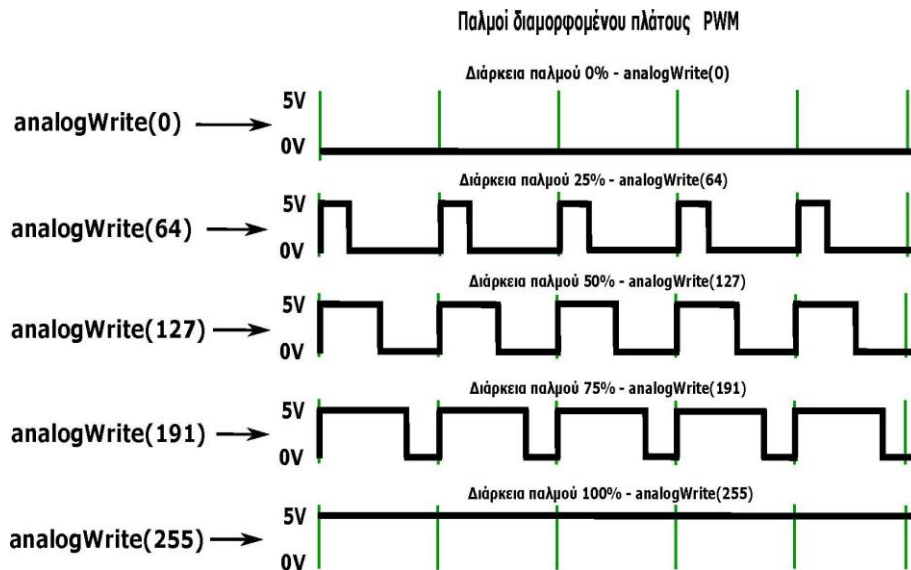 Παλμοί διαμορφομένου πλάτους PWM
Διάρκεια παλμού 0% - analogWrite(0)
analogWrite(0)
5V
0V
Διάρκεια παλμού 25% - analogWrite(64)
analogWrite(64)
5V
0V
Διάρκεια παλμού 50% - analogWrite(127)
analogWrite(127)
5V
0V
Διάρκεια παλμού 75% - analogWrite(191)
analogWrite(191)
5V
0V
Διάρκεια παλμού 100% - analogWrite(255)
analogWrite(255)
5V
0V